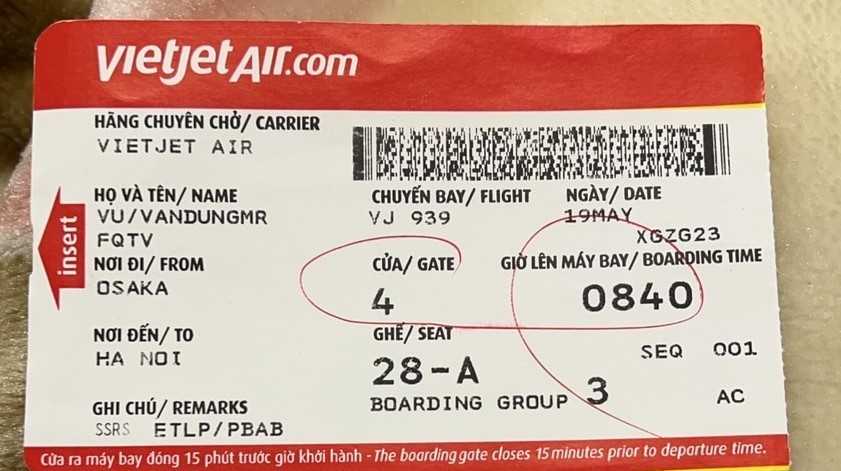 vietjetAir.com
HÃNG CHUYÊN CHỞ/ CARRIER
VIETJET AIR
HỌ VÀ TÊN/ NAME
VU/VANDUNGMR
FQTV
CHUYẾN BAY/ FLIGHT
VJ 939
NGÀY/ DATE
19MAY
XGZG23
insert
NƠI ĐI/ FROM
OSAKA
CỬA/ GATE
4
GIỜ LÊN MÁY BAY/ BOARDING TIME
0840
NƠI ĐẾN/ TO
HA NOI
GHẾ/ SEAT
28-A
SEQ 001
BOARDING GROUP 3
AC
GHI CHÚ/ REMARKS
SSRS ETLP/PBAB
Cửa ra máy bay đóng 15 phút trước giờ khởi hành - The boarding gate closes 15 minutes prior to departure time.